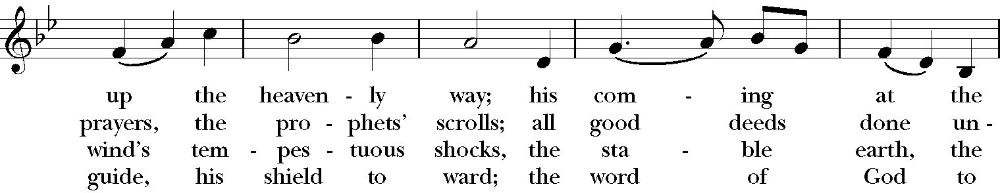 up the heaven - ly way; his com - ing at the
prayers, the pro - phets’ scrolls; all good deeds done un -
wind’s tem - pes - tuous shocks, the sta - ble earth, the
guide, his shield to ward; the word of God to